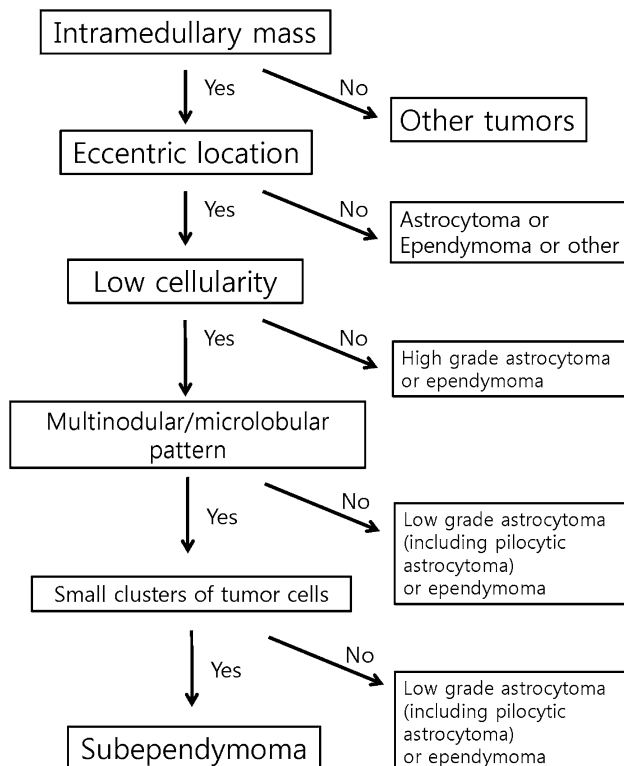 Intramedullary mass
Yes
No
Other tumors
Eccentric location
Yes
No
Astrocytoma or
Ependymoma or other
Low cellularity
Yes
No
High grade astrocytoma
or ependymoma
Multinodular/microlobular
pattern
Yes
No
Low grade astrocytoma
(including pilocytic
astrocytoma)
or ependymoma
Small clusters of tumor cells
Yes
No
Low grade astrocytoma
(including pilocytic
astrocytoma)
or ependymoma
Subependymoma